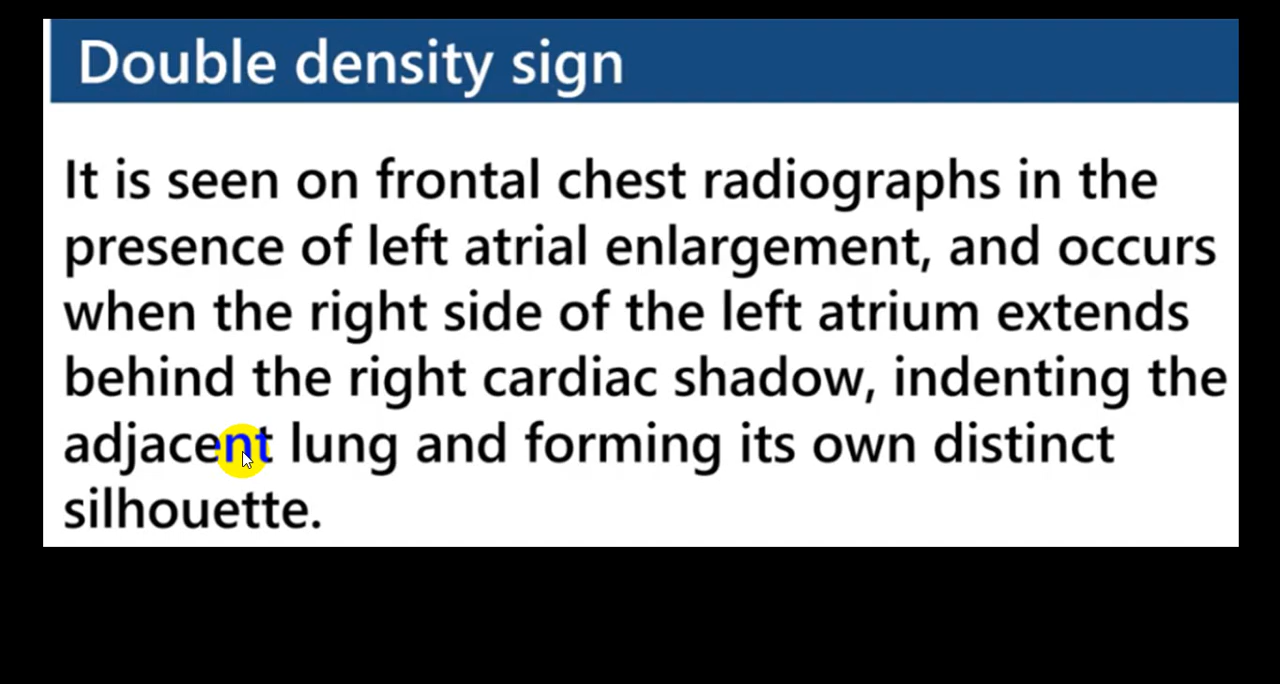 Double density sign
It is seen on frontal chest radiographs in the
presence of left atrial enlargement, and occurs
when the right side of the left atrium extends
behind the right cardiac shadow, indenting the
adjacent lung and forming its own distinct
silhouette.